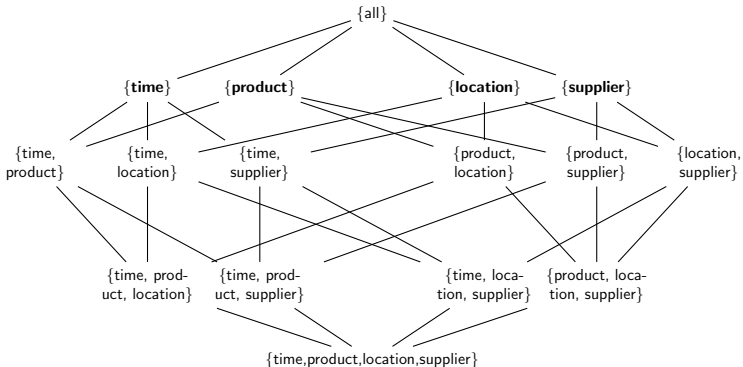 {all}
{time} {product} {location} {supplier}
{time, {time, {time, {product, {product, {location,
product} location} supplier} location} supplier} supplier}
{time, prod- {time, prod- {time, loca- {product, loca-
uct, location} uct, supplier} tion, supplier} tion, supplier}
{time,product,location,supplier}